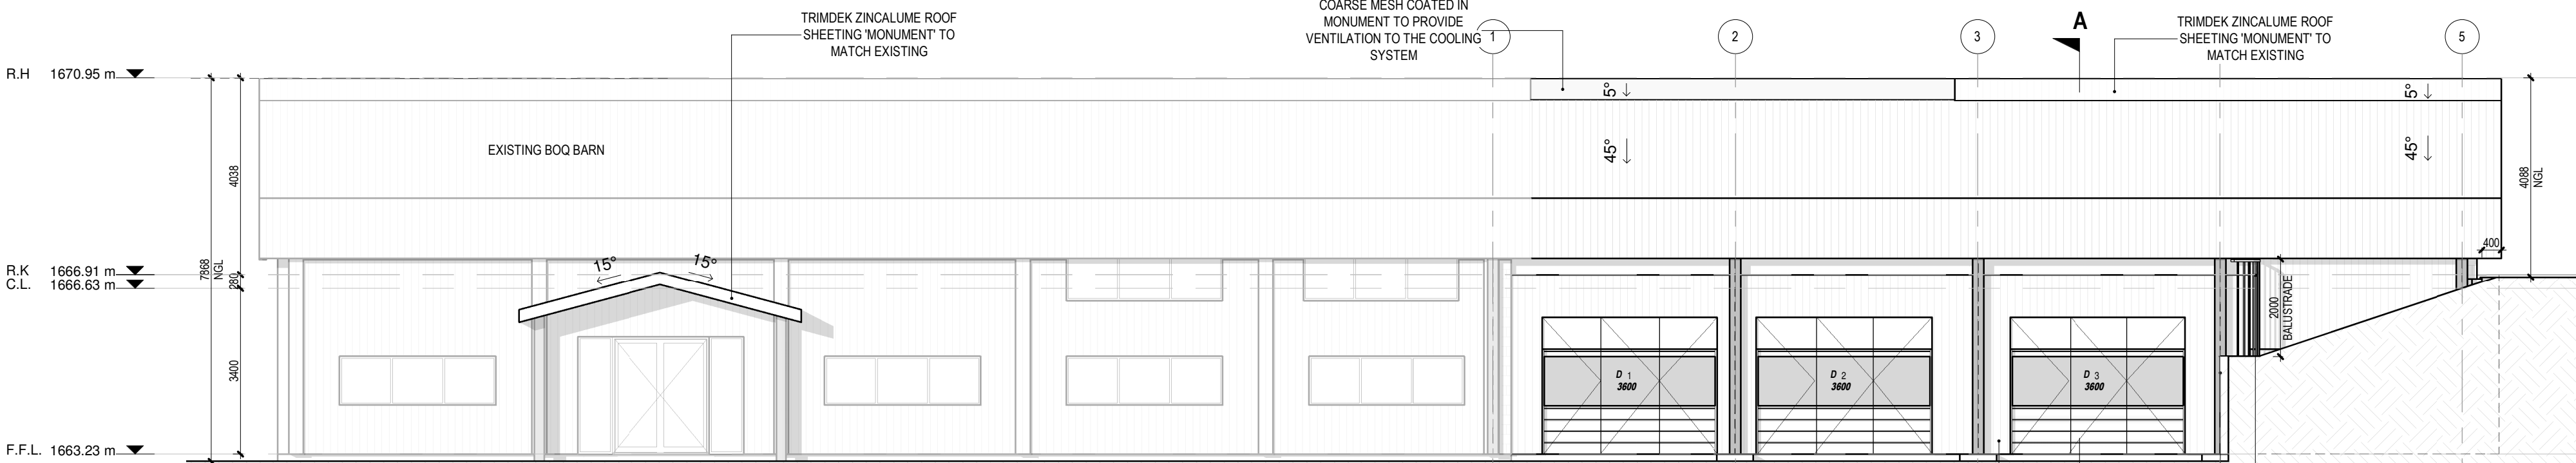 TRIMDEK ZINCALUME ROOF
SHEETING 'MONUMENT' TO
MATCH EXISTING
COARSE MESH COATED IN
MONUMENT TO PROVIDE
VENTILATION TO THE COOLING
SYSTEM
1
2
3
A
TRIMDEK ZINCALUME ROOF
SHEETING 'MONUMENT' TO
MATCH EXISTING
5
R.H 1670.95 m
5°
5°
EXISTING BOQ BARN
45°
45°
4038
4088
NGL
400
7868
NGL
R.K 1666.91 m
C.L. 1666.63 m
280
15°
15°
2000
BALUSTRADE
3400
D 1
3600
D 2
3600
D 3
3600
F.F.L. 1663.23 m